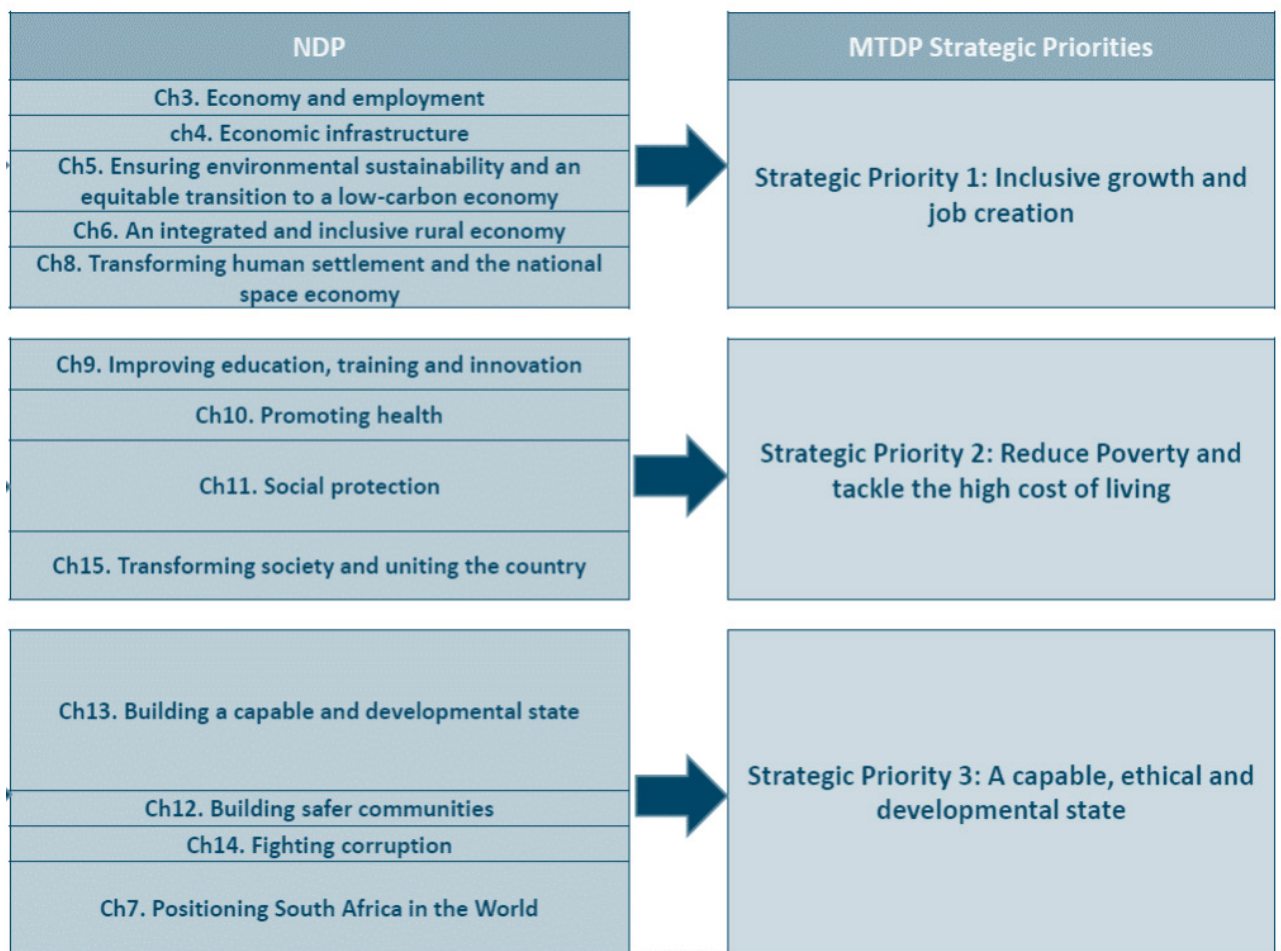 NDP
MTDP Strategic Priorities
Ch3. Economy and employment
ch4. Economic infrastructure
Ch5. Ensuring environmental sustainability and an
equitable transition to a low-carbon economy
Ch6. An integrated and inclusive rural economy
Ch8. Transforming human settlement and the national
space economy
Strategic Priority 1: Inclusive growth and
job creation
Ch9. Improving education, training and innovation
Ch10. Promoting health
Ch11. Social protection
Ch15. Transforming society and uniting the country
Strategic Priority 2: Reduce Poverty and
tackle the high cost of living
Ch13. Building a capable and developmental state
Ch12. Building safer communities
Ch14. Fighting corruption
Ch7. Positioning South Africa in the World
Strategic Priority 3: A capable, ethical and
developmental state